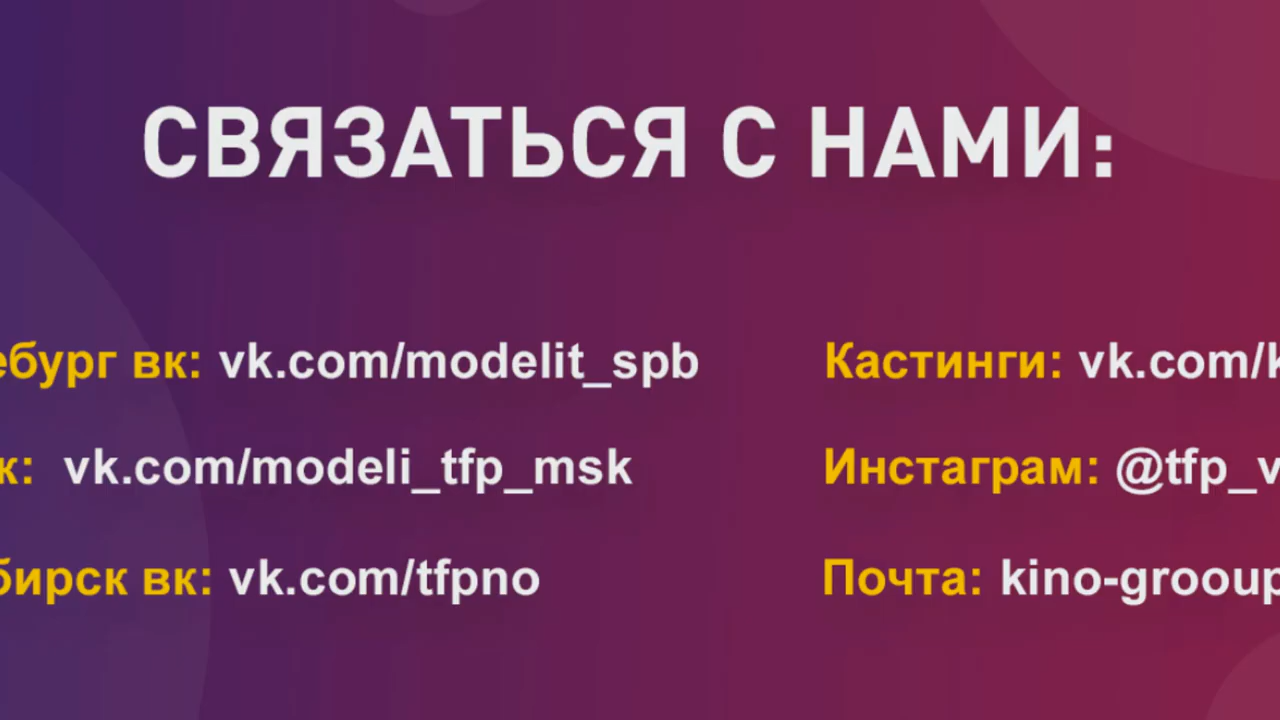 СВЯЗАТЬСЯ С НАМИ:
ебург вк: vk.com/modelit_spb
к: vk.com/modeli_tfp_msk
бирск вк: vk.com/tfpno
Кастинги: vk.com/k
Инстаграм: @tfp_v
Почта: kino-grooup